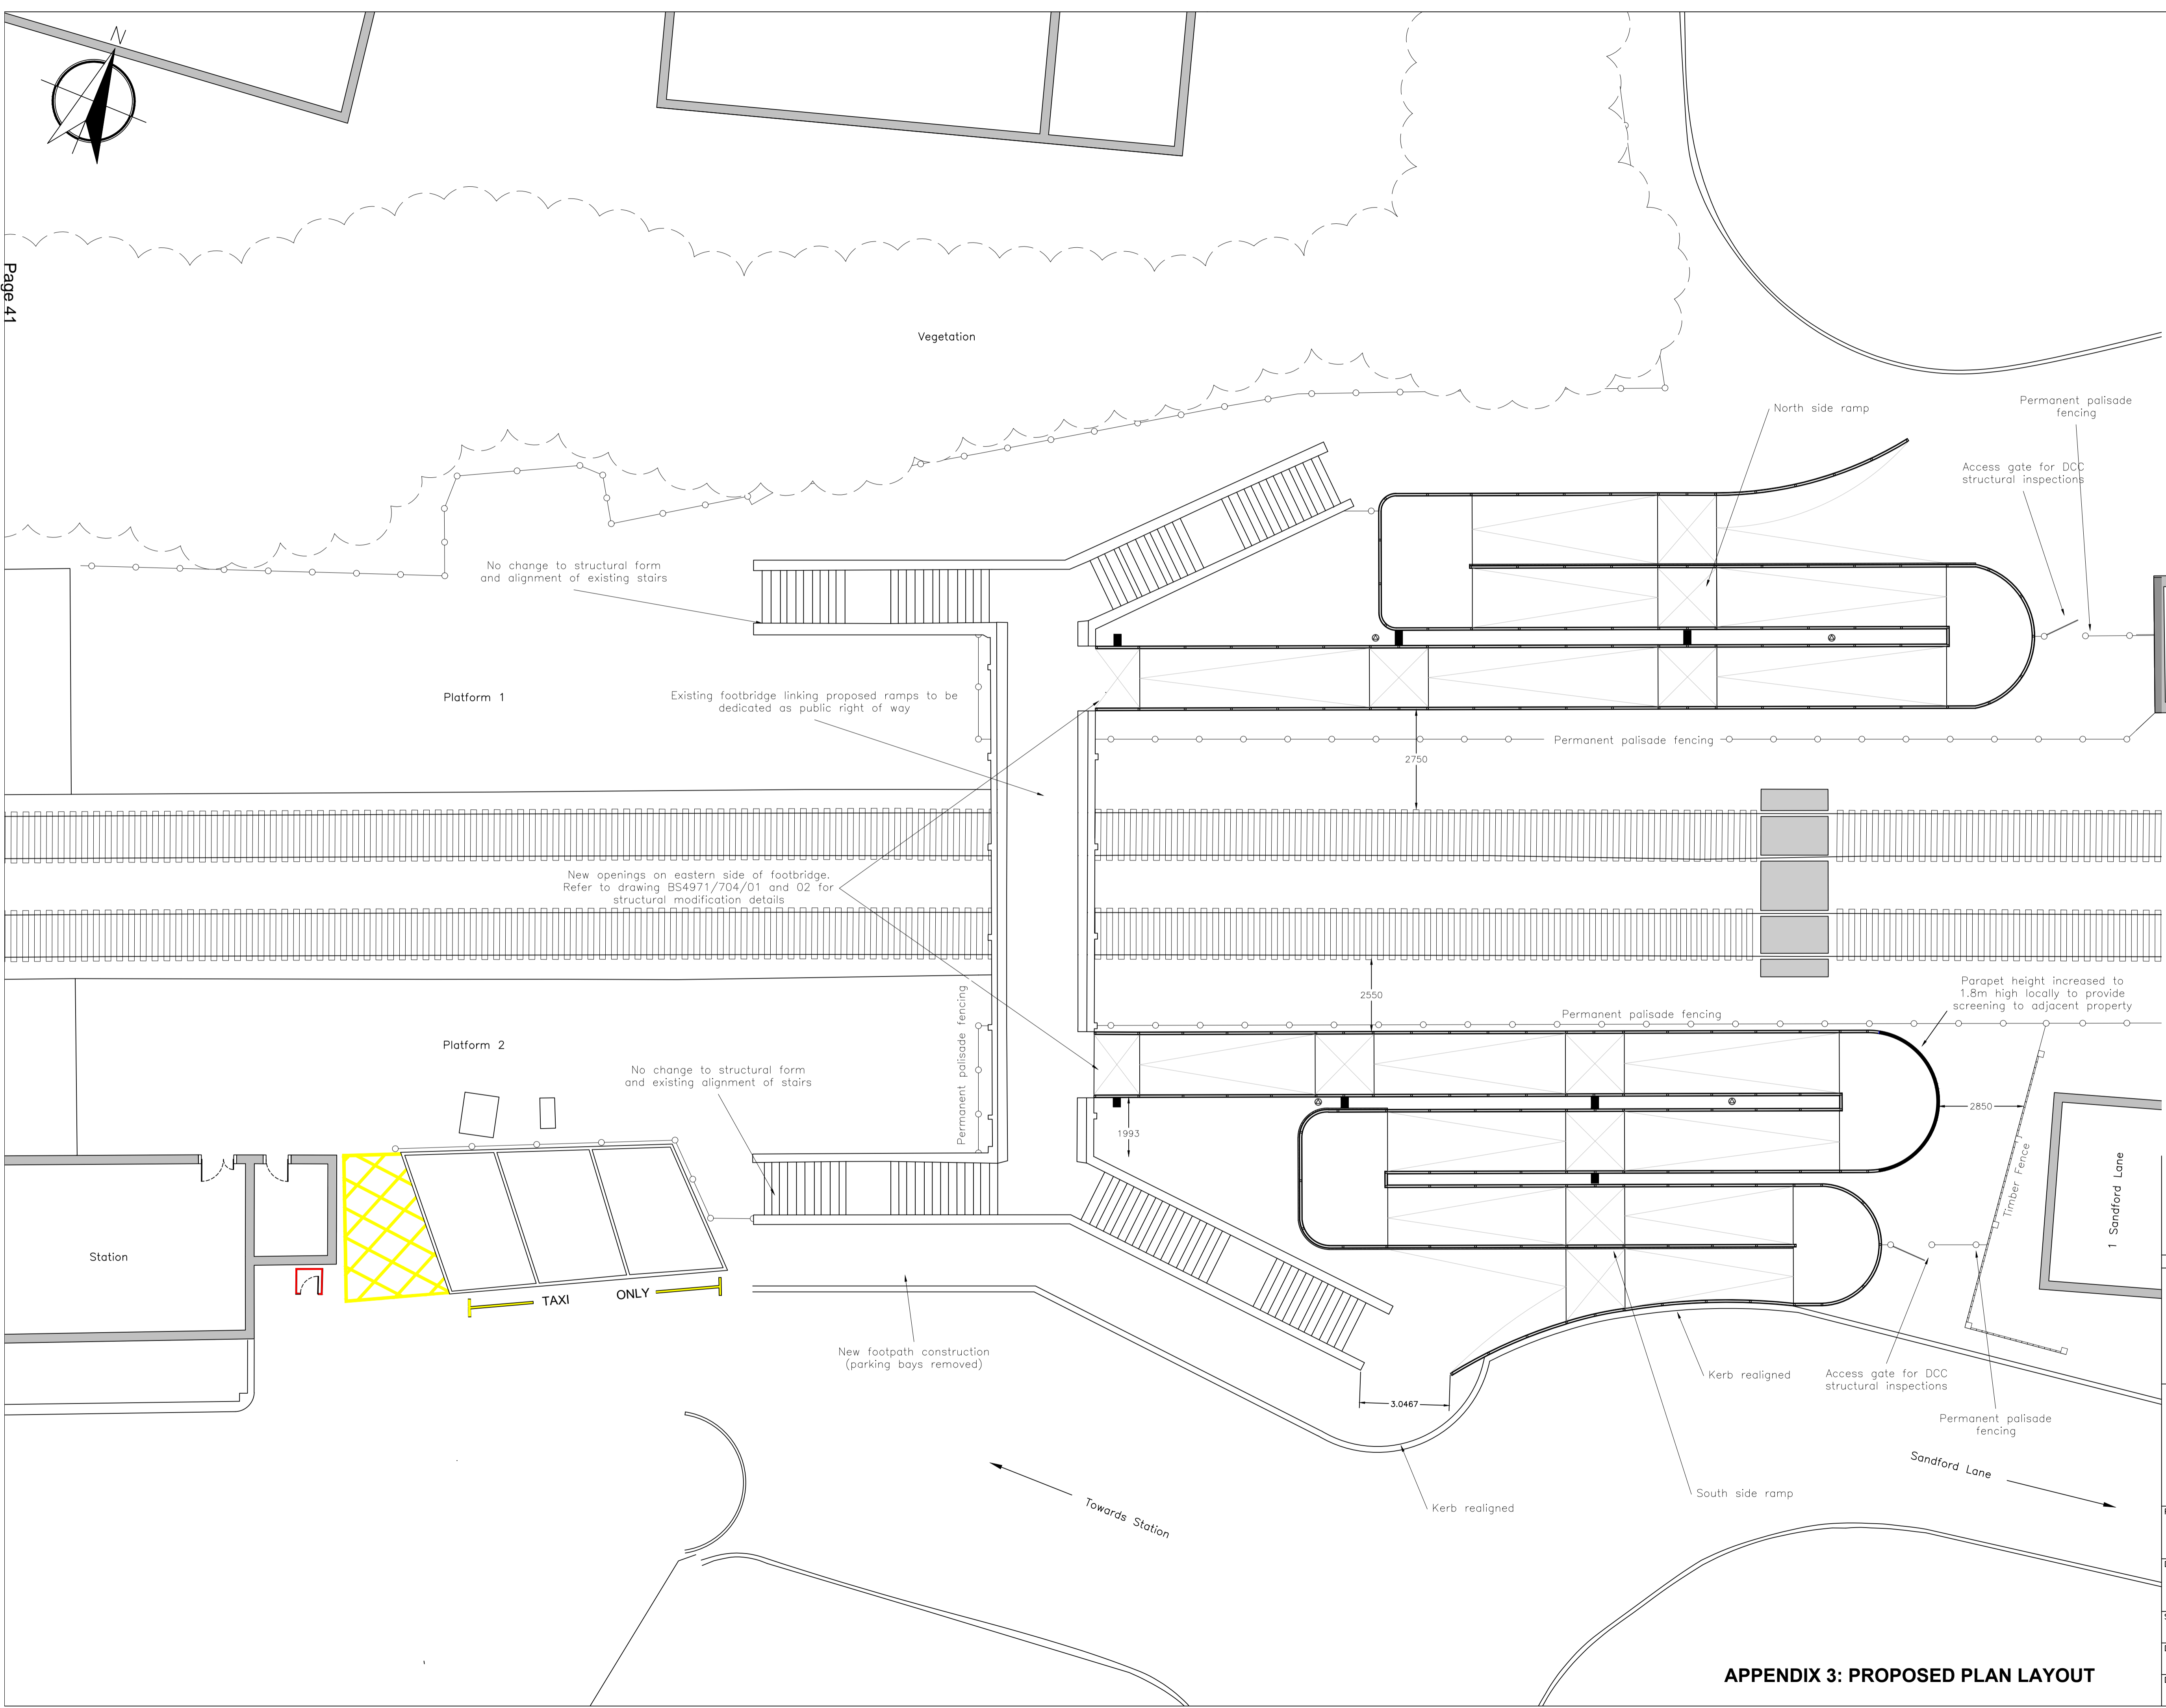 N
Page 41
Vegetation
North side ramp
Permanent palisade
fencing
Access gate for DCC
structural inspections
No change to structural form
and alignment of existing stairs
Platform 1
Existing footbridge linking proposed ramps to be
dedicated as public right of way
Permanent palisade fencing
2750
New openings on eastern side of footbridge.
Refer to drawing BS4971/704/01 and 02 for
structural modification details
2550
Parapet height increased to
1.8m high locally to provide
screening to adjacent property
Permanent palisade fencing
Permanent palisade fencing
Platform 2
No change to structural form
and existing alignment of stairs
1993
2850
Timber Fence
1 Sandford Lane
Station
TAXI ONLY
New footpath construction
(parking bays removed)
Kerb realigned
Access gate for DCC
structural inspections
3.0467
Permanent palisade
fencing
Sandford Lane
South side ramp
Kerb realigned
Towards Station
APPENDIX 3: PROPOSED PLAN LAYOUT